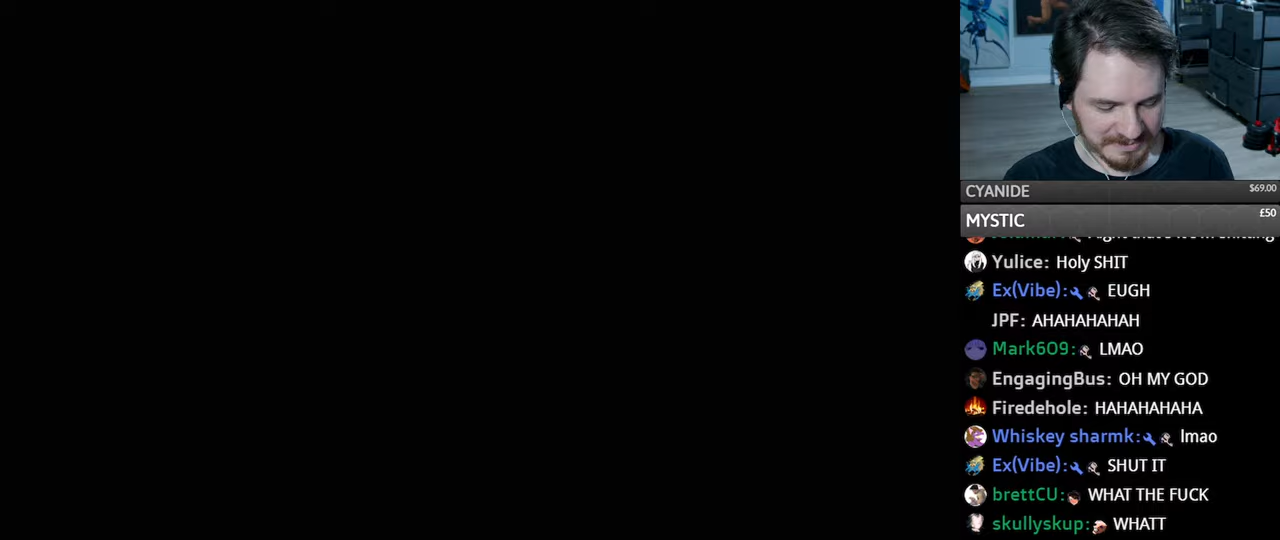 CYANIDE $69.00
MYSTIC £50
Yulice: Holy SHIT
Ex(Vibe): EUGH
JPF: AHAHAHAHAH
Mark609: LMAO
EngagingBus: OH MY GOD
Firedehole: HAHAHAHAHA
Whiskey sharmk: lmao
Ex(Vibe): SHUT IT
brettCU: WHAT THE FUCK
skullyskup: WHATT